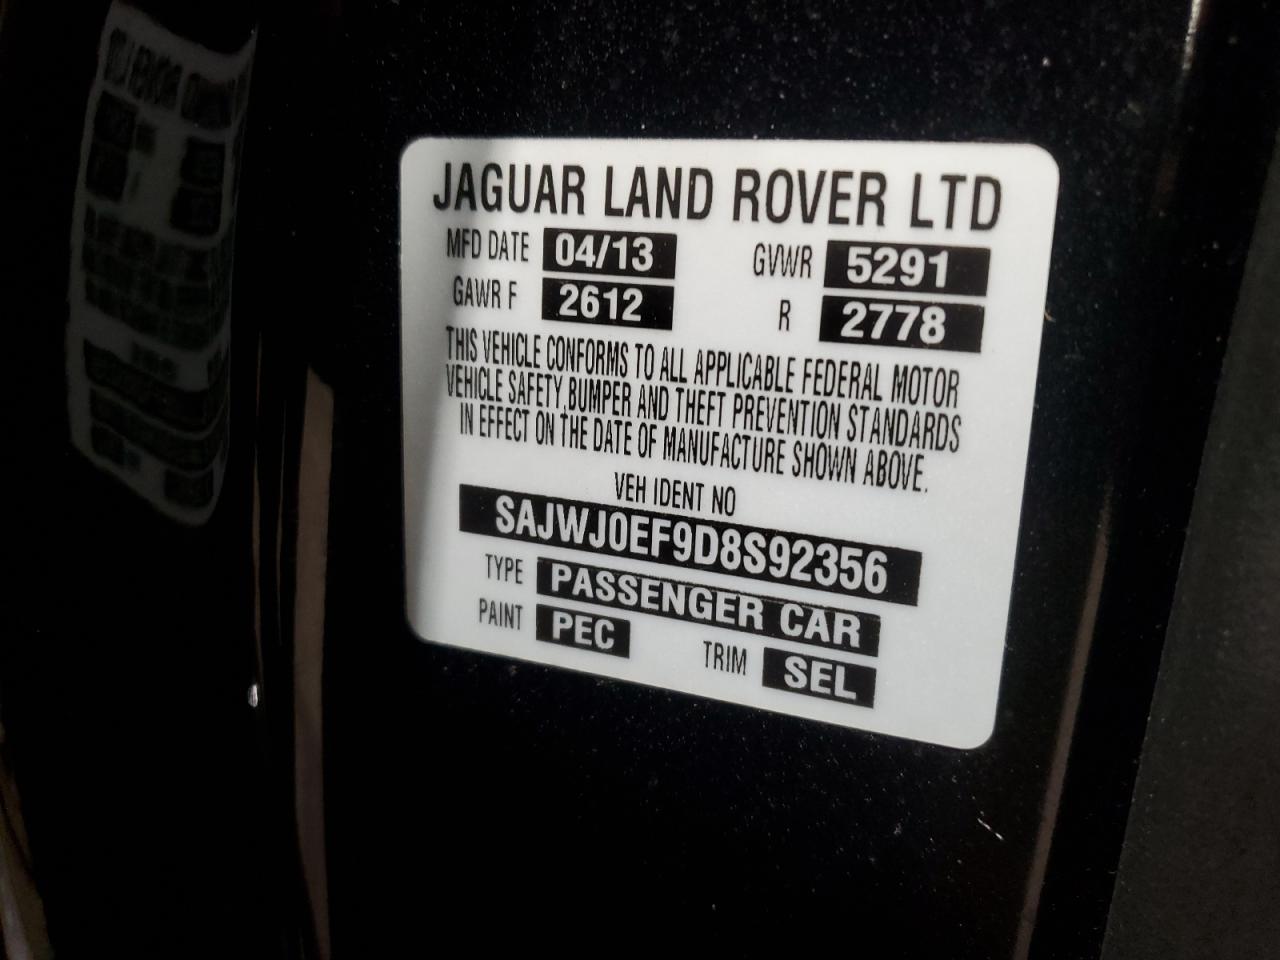 JAGUAR LAND ROVER LTD
MFD DATE 04/13 GVWR 5291
GAWR F 2612 R 2778
THIS VEHICLE CONFORMS TO ALL APPLICABLE FEDERAL MOTOR
VEHICLE SAFETY, BUMPER AND THEFT PREVENTION STANDARDS
IN EFFECT ON THE DATE OF MANUFACTURE SHOWN ABOVE.
VEH IDENT NO
SAJWJ0EF9D8S92356
TYPE PASSENGER CAR
PAINT PEC TRIM SEL